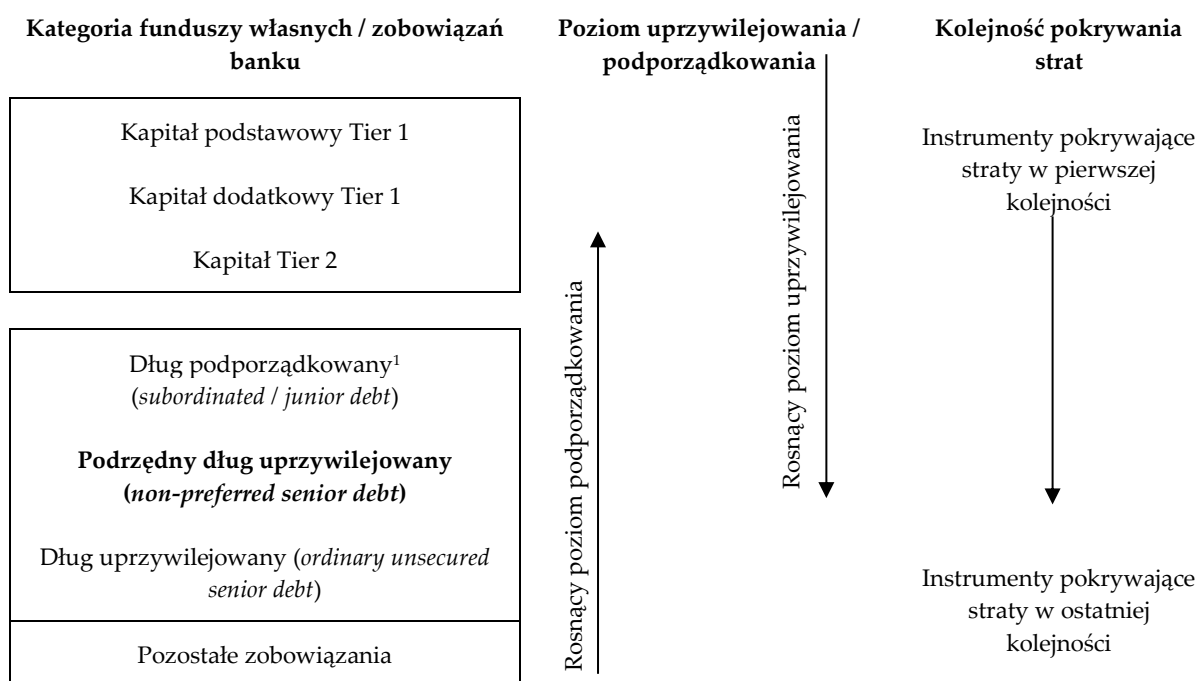 Kategoria funduszy własnych / zobowiązań
banku
Poziom uprzywilejowania /
podporządkowania
Kolejność pokrywania
strat
Kapitał podstawowy Tier 1
Kapitał dodatkowy Tier 1
Kapitał Tier 2
Dług podporządkowany¹
(subordinated / junior debt)
Podrzędny dług uprzywilejowany
(non-preferred senior debt)
Dług uprzywilejowany (ordinary unsecured
senior debt)
Pozostałe zobowiązania
Rosnący poziom podporządkowania
Rosnący poziom uprzywilejowania
Instrumenty pokrywające
straty w pierwszej
kolejności
Instrumenty pokrywające
straty w ostatniej
kolejności